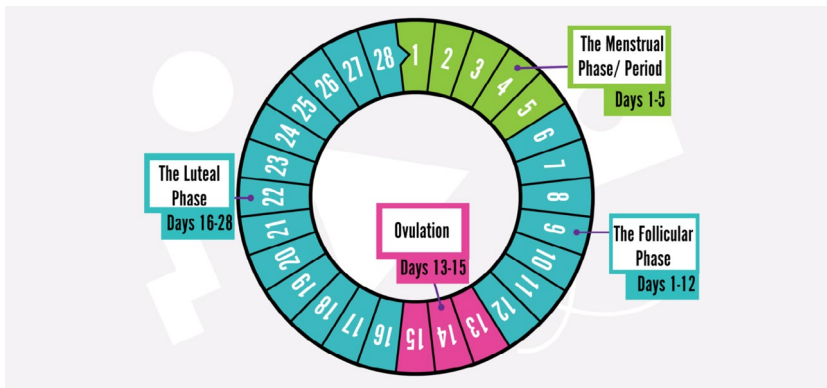 The Menstrual
Phase/ Period
Days 1-5
1
2
3
4
5
6
7
8
9
10
11
12
13
14
15
16
17
18
19
20
21
22
23
24
25
26
27
28
The Luteal
Phase
Days 16-28
Ovulation
Days 13-15
The Follicular
Phase
Days 1-12